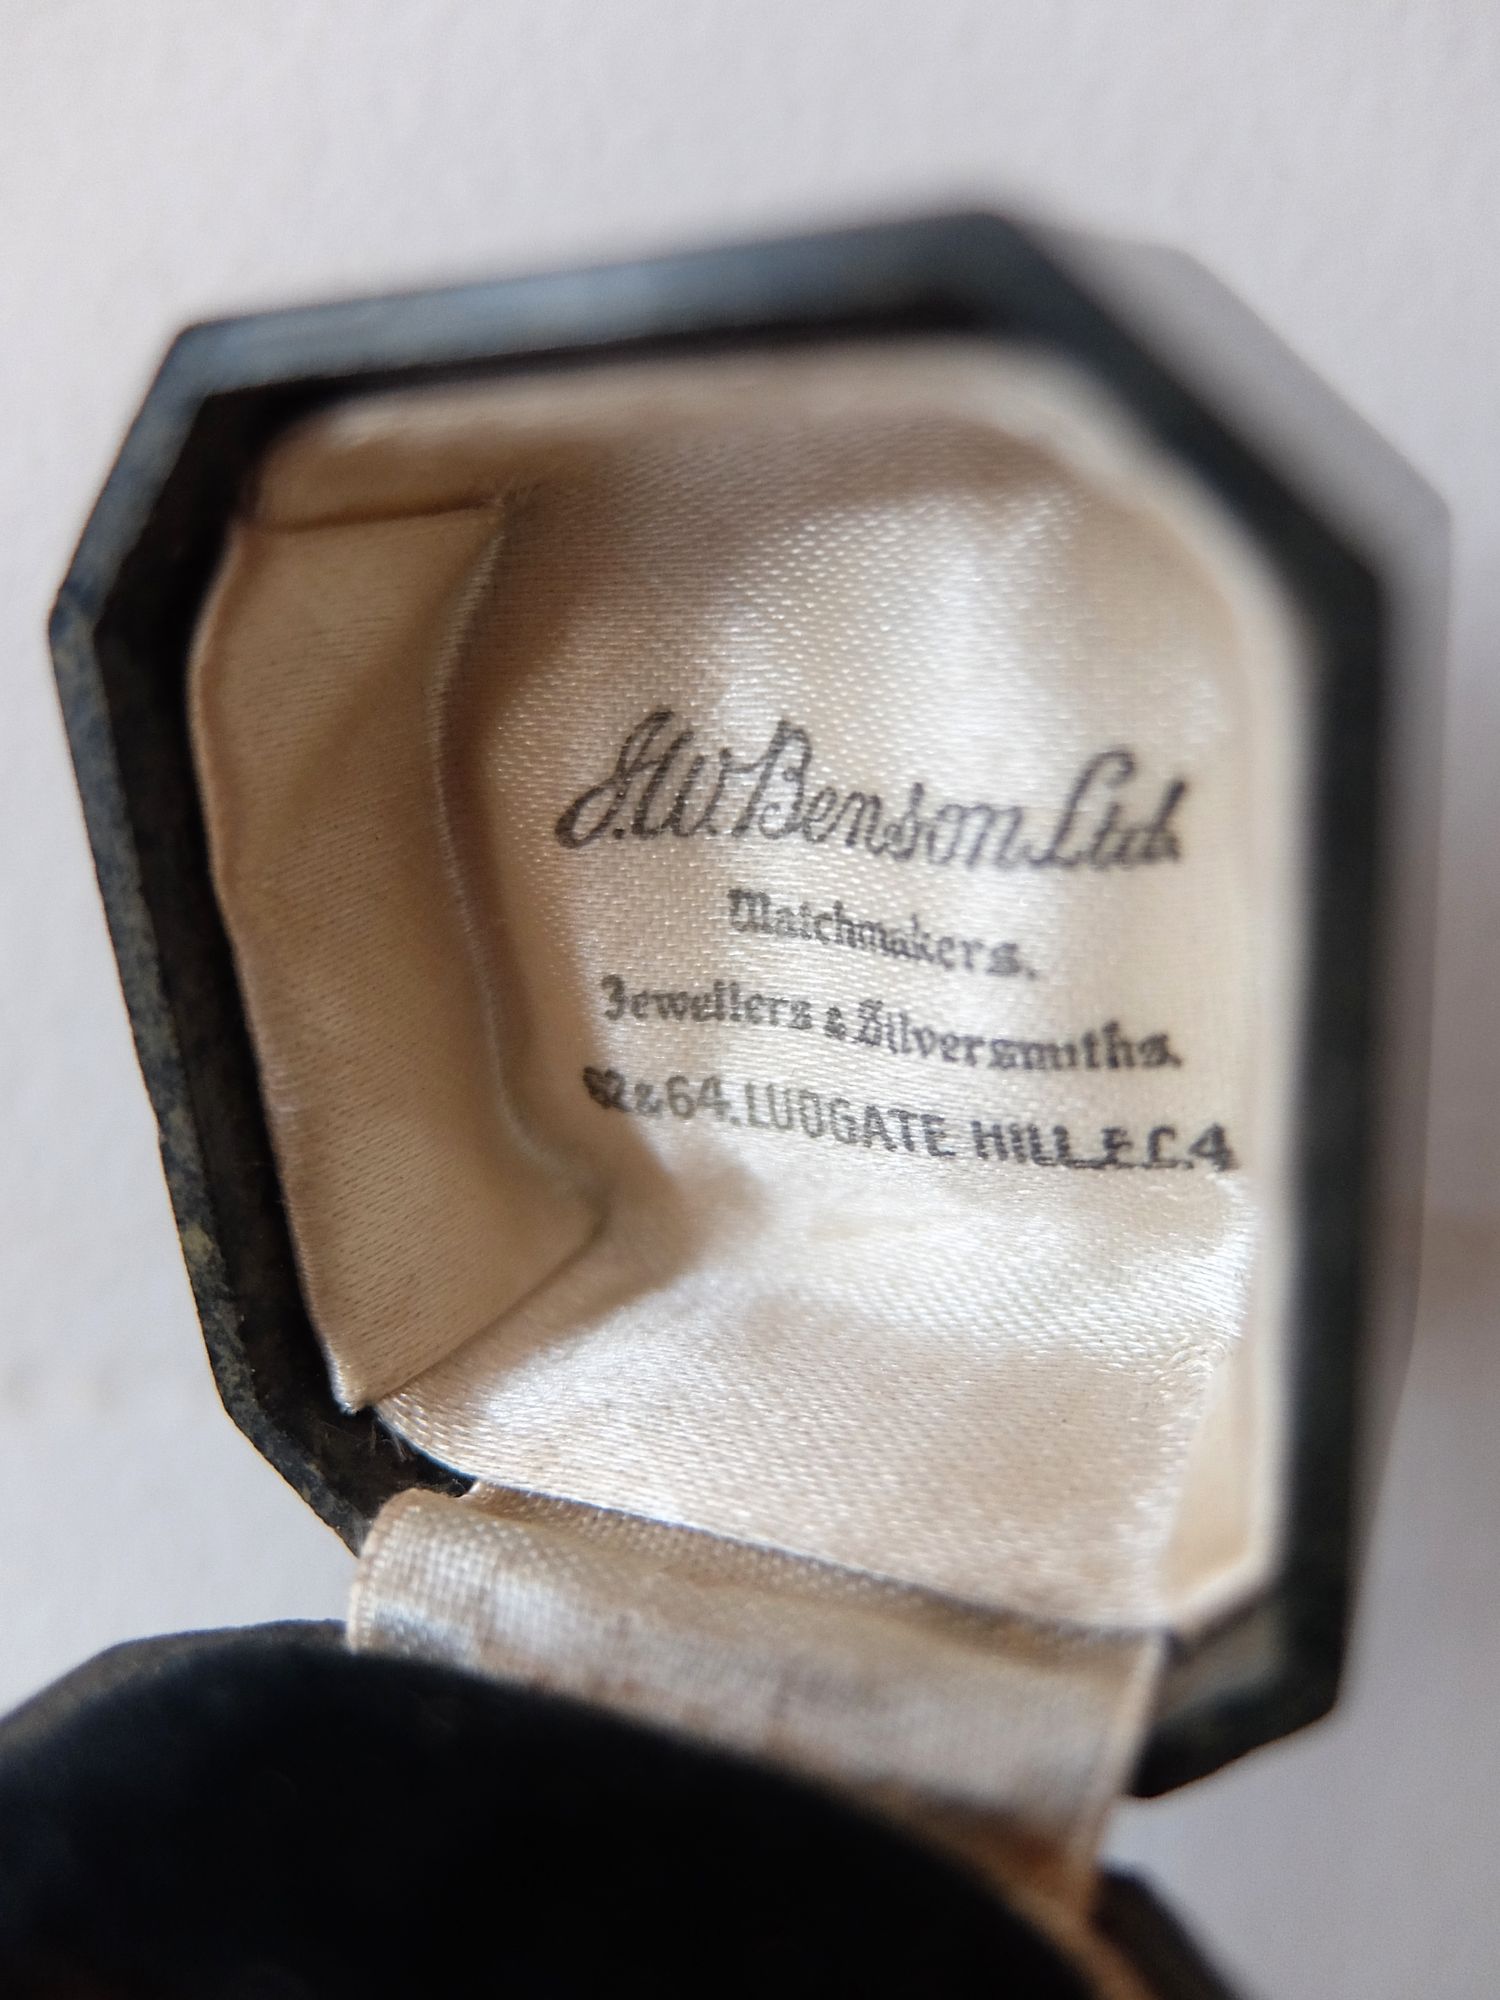 J.W. Benson Ltd.
Watchmakers.
Jewellers & Silversmiths.
62 & 64. LUDGATE HILL. E.C.4